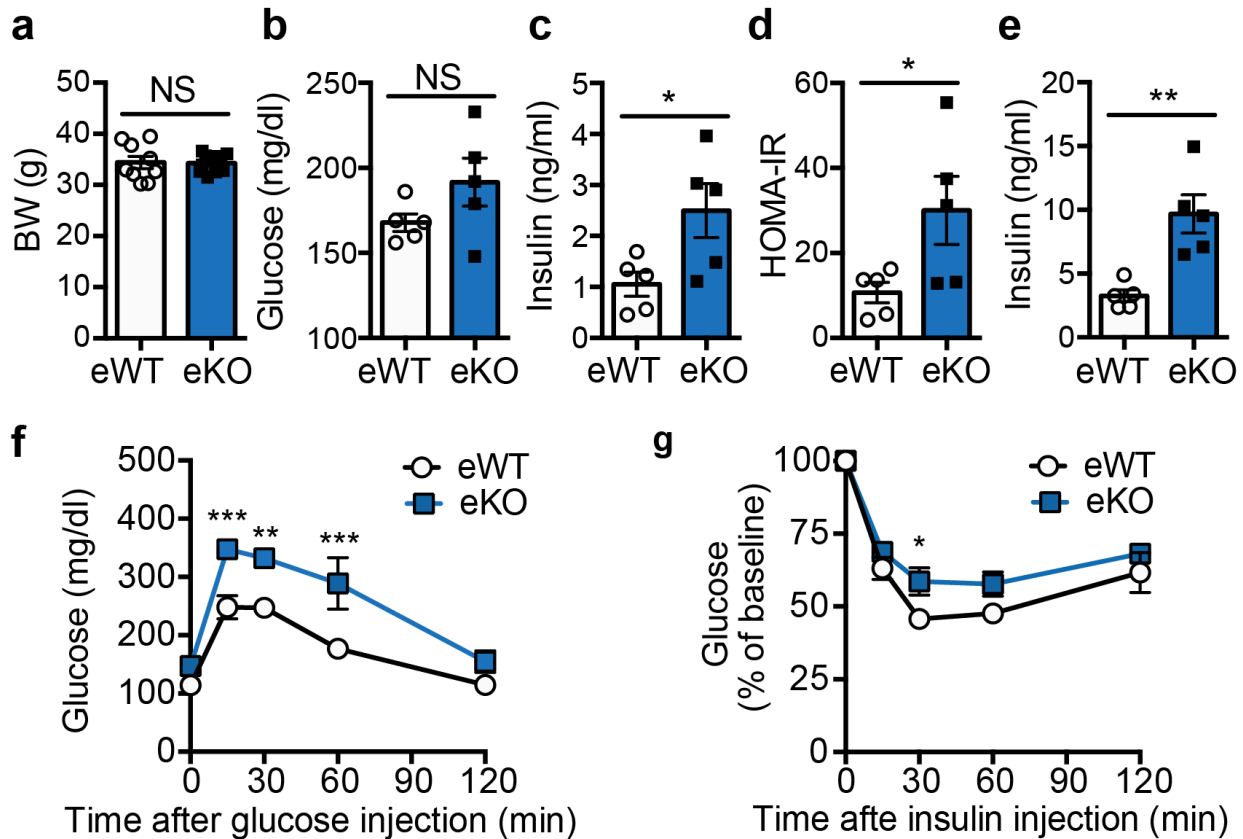 a
BW (g)
50
40
30
20
10
0
NS
eWT eKO
b
Glucose (mg/dl)
250
200
150
100
NS
eWT eKO
c
Insulin (ng/ml)
5
4
3
2
1
0
*
eWT eKO
d
HOMA-IR
60
40
20
0
*
eWT eKO
e
Insulin (ng/ml)
20
15
10
5
0
**
eWT eKO
f
Glucose (mg/dl)
500
400
300
200
100
0
eWT
eKO
*** ** ***
0 30 60 90 120
Time after glucose injection (min)
g
Glucose
(% of baseline)
100
75
50
25
0
eWT
eKO
*
0 30 60 90 120
Time afte insulin injection (min)